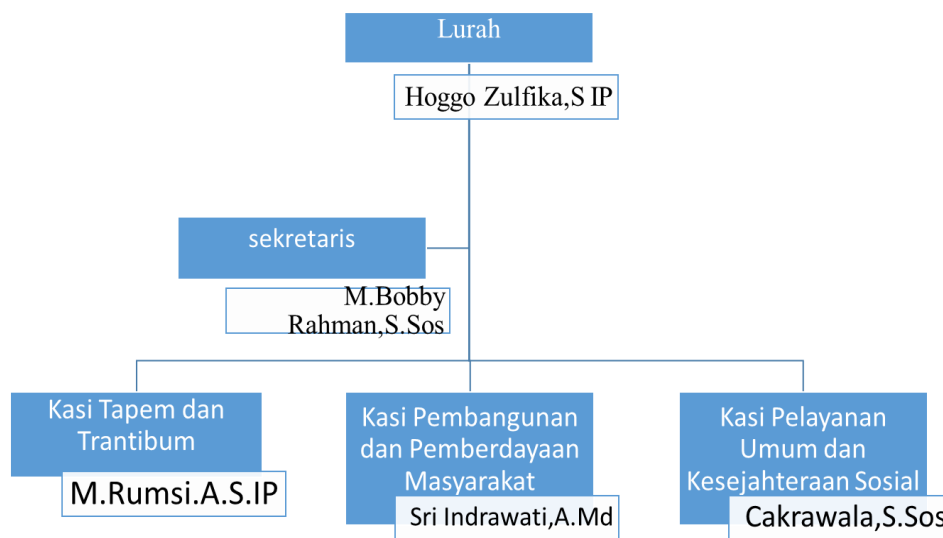 Lurah
Hoggo Zulfika,S IP
sekretaris
M.Bobby
Rahman,S.Sos
Kasi Tapem dan
Trantibum
M.Rumsi.A.S.IP
Kasi Pembangunan
dan Pemberdayaan
Masyarakat
Sri Indrawati,A.Md
Kasi Pelayanan
Umum dan
Kesejahteraan Sosial
Cakrawala,S.Sos